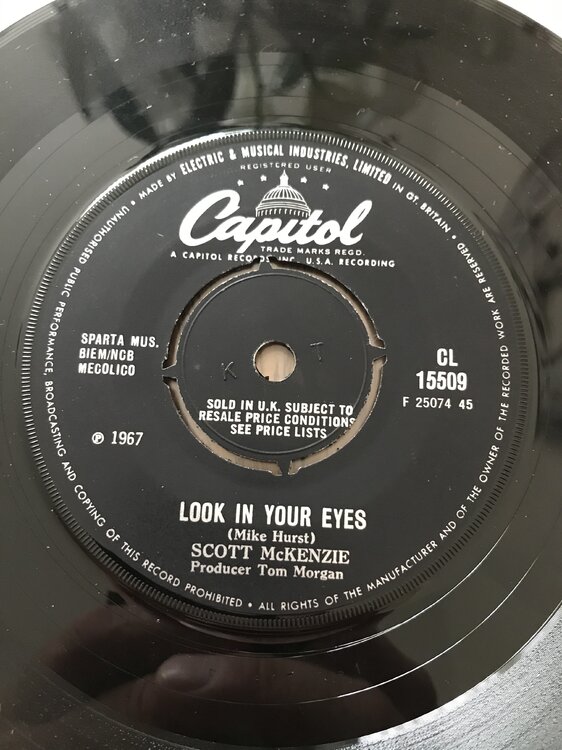 MADE BY ELECTRIC & MUSICAL INDUSTRIES, LIMITED IN GT. BRITAIN •
ALL RIGHTS OF THE MANUFACTURER AND OF THE OWNER OF THE RECORDED WORK ARE RESERVED
UNAUTHORISED PUBLIC PERFORMANCE, BROADCASTING AND COPYING OF THIS RECORD PROHIBITED •
REGISTERED USER
Capitol
TRADE MARKS REGD.
A CAPITOL RECORDS, INC., U.S.A. RECORDING
SPARTA MUS.
BIEM/NCB
MECOLICO
CL
15509
F 25074 45
K T
SOLD IN U.K. SUBJECT TO
RESALE PRICE CONDITIONS
SEE PRICE LISTS
℗ 1967
LOOK IN YOUR EYES
(Mike Hurst)
SCOTT McKENZIE
Producer Tom Morgan